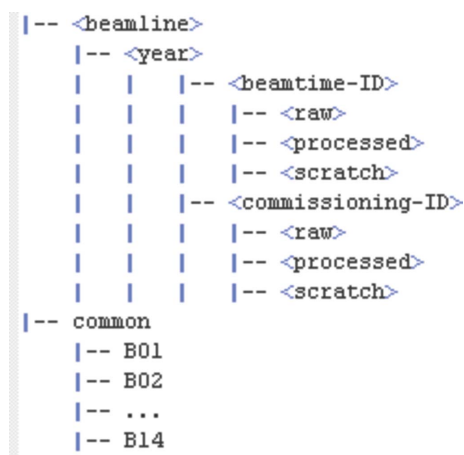 |-- <beamline>
    |-- <year>
    |   |   |-- <beamtime-ID>
    |   |   |   |-- <raw>
    |   |   |   |-- <processed>
    |   |   |   |-- <scratch>
    |   |   |-- <commissioning-ID>
    |   |   |   |-- <raw>
    |   |   |   |-- <processed>
    |   |   |   |-- <scratch>
|-- common
    |-- B01
    |-- B02
    |-- ...
    |-- B14